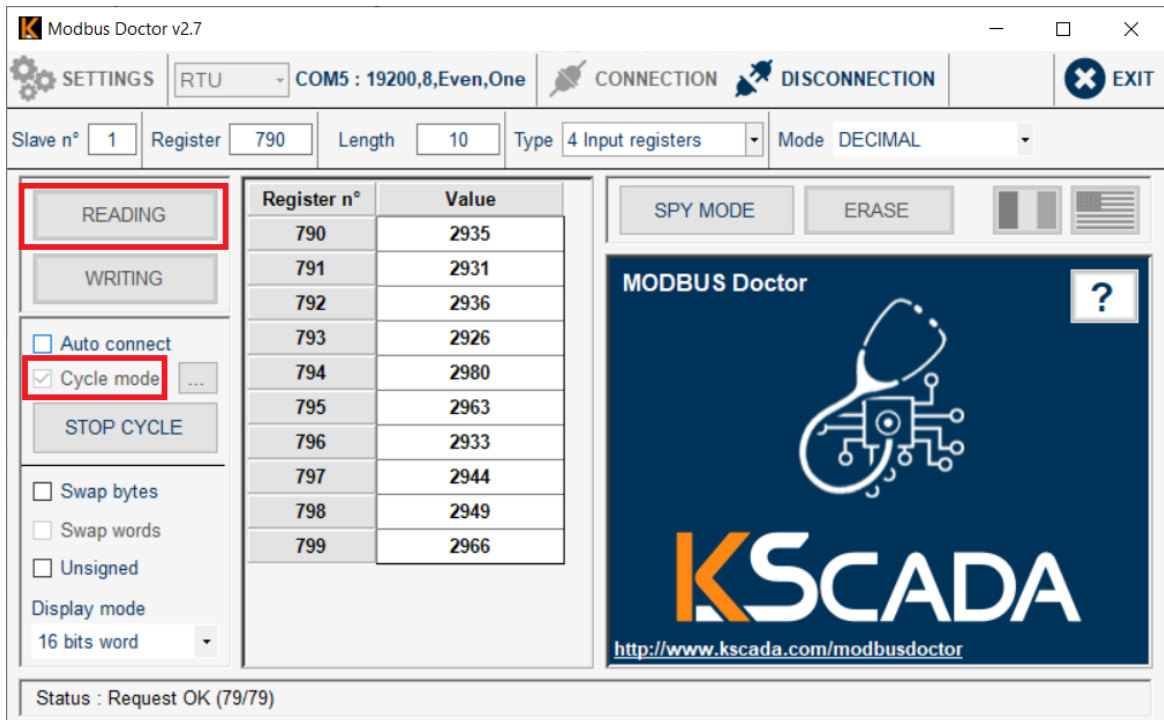 Modbus Doctor v2.7
SETTINGS RTU COM5 : 19200,8,Even,One CONNECTION DISCONNECTION EXIT
Slave n° 1 Register 790 Length 10 Type 4 Input registers Mode DECIMAL
READING
WRITING
Auto connect
Cycle mode ...
STOP CYCLE
Swap bytes
Swap words
Unsigned
Display mode
16 bits word
Register n° Value
790 2935
791 2931
792 2936
793 2926
794 2980
795 2963
796 2933
797 2944
798 2949
799 2966
SPY MODE ERASE
MODBUS Doctor ?
KSCADA
http://www.kscada.com/modbusdoctor
Status : Request OK (79/79)